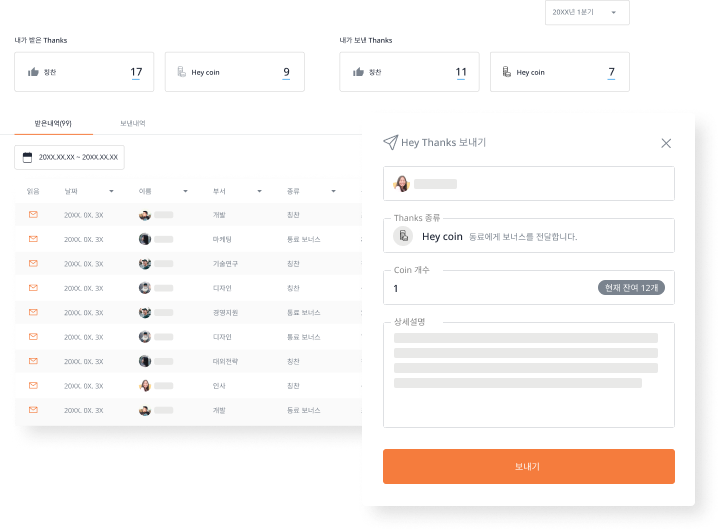 20XX년 1분기
내가 받은 Thanks
내가 보낸 Thanks
칭찬 17
Hey coin 9
칭찬 11
Hey coin 7
받은내역(99) 보낸내역
20XX.XX.XX ~ 20XX.XX.XX
읽음 날짜 이름 부서 종류
20XX. 0X. 3X 개발 칭찬
20XX. 0X. 3X 마케팅 동료 보너스
20XX. 0X. 3X 기술연구 칭찬
20XX. 0X. 3X 디자인 칭찬
20XX. 0X. 3X 경영지원 동료 보너스
20XX. 0X. 3X 디자인 동료 보너스
20XX. 0X. 3X 대외전략 칭찬
20XX. 0X. 3X 인사 칭찬
20XX. 0X. 3X 개발 동료 보너스
Hey Thanks 보내기
Thanks 종류
Hey coin 동료에게 보너스를 전달합니다.
Coin 개수
1 현재 잔여 12개
상세설명
보내기